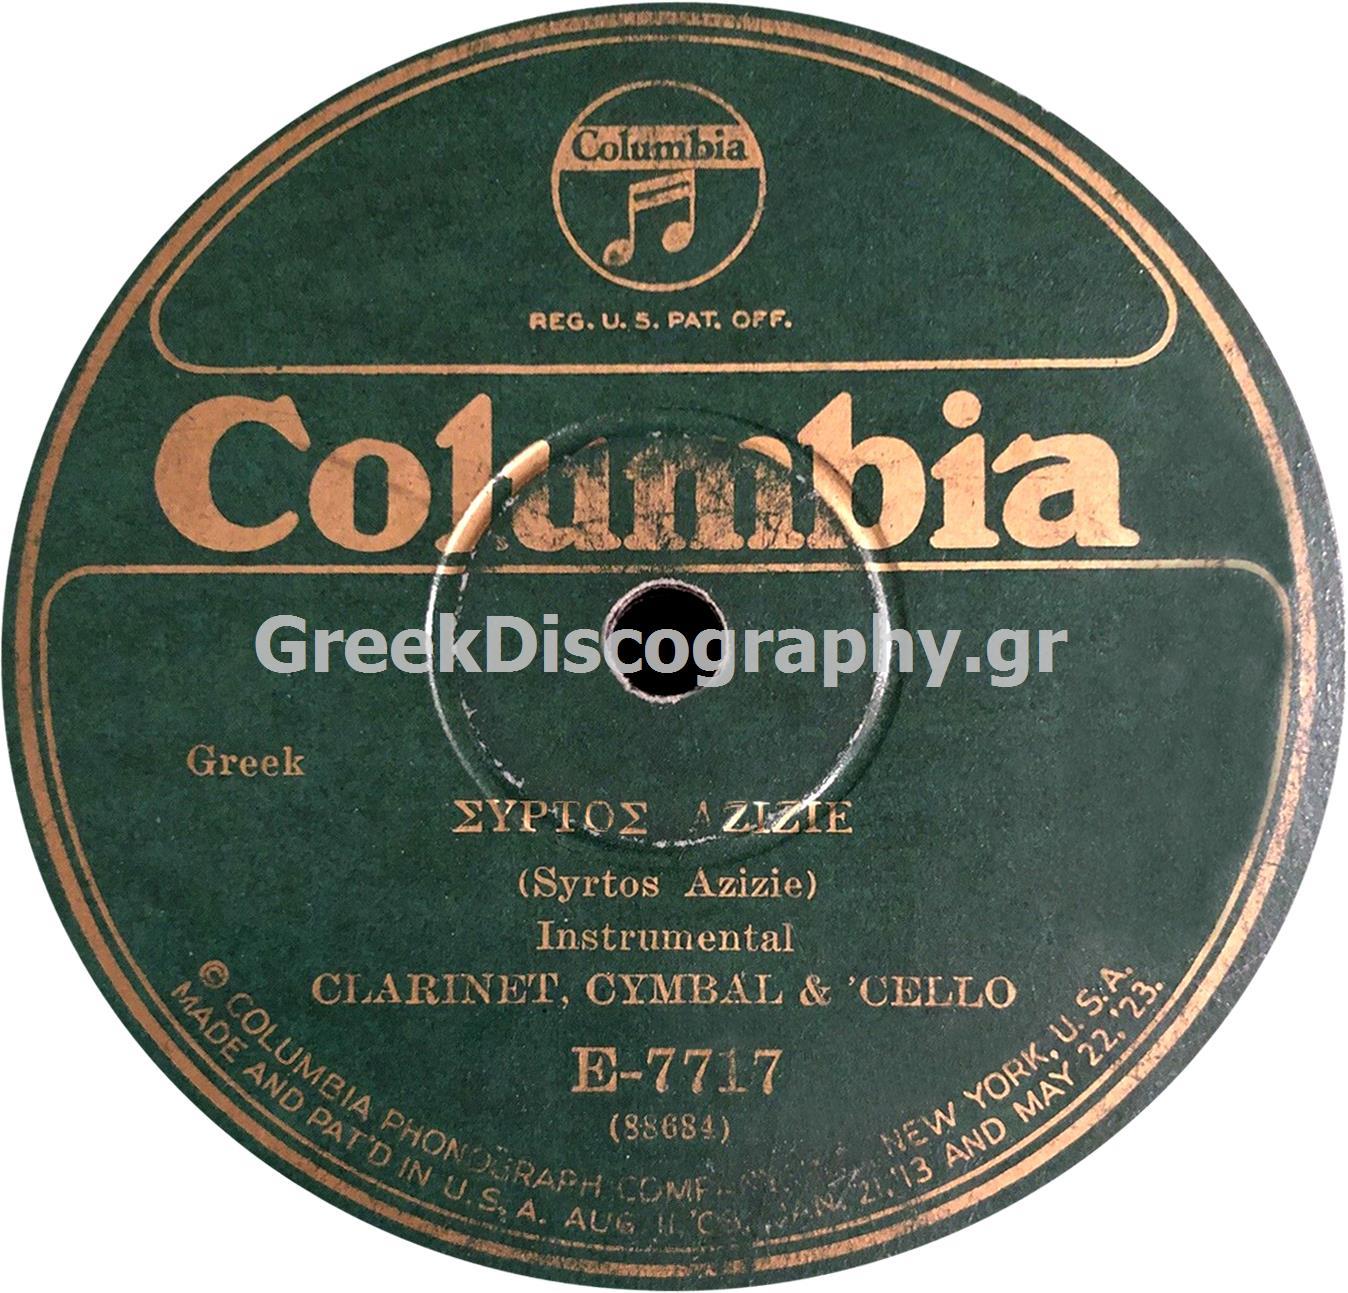 Columbia
REG. U. S. PAT. OFF.
Columbia
GreekDiscography.gr
Greek
ΣΥΡΤΟΣ ΑΖΙΖΙΕ
(Syrtos Azizie)
Instrumental
CLARINET, CYMBAL & 'CELLO
E-7717
(88684)
© COLUMBIA PHONOGRAPH COMPANY, NEW YORK, U. S. A.
MADE AND PAT'D IN U. S. A. AUG. 11, '08, JAN. 21, '13 AND MAY 22, '23.